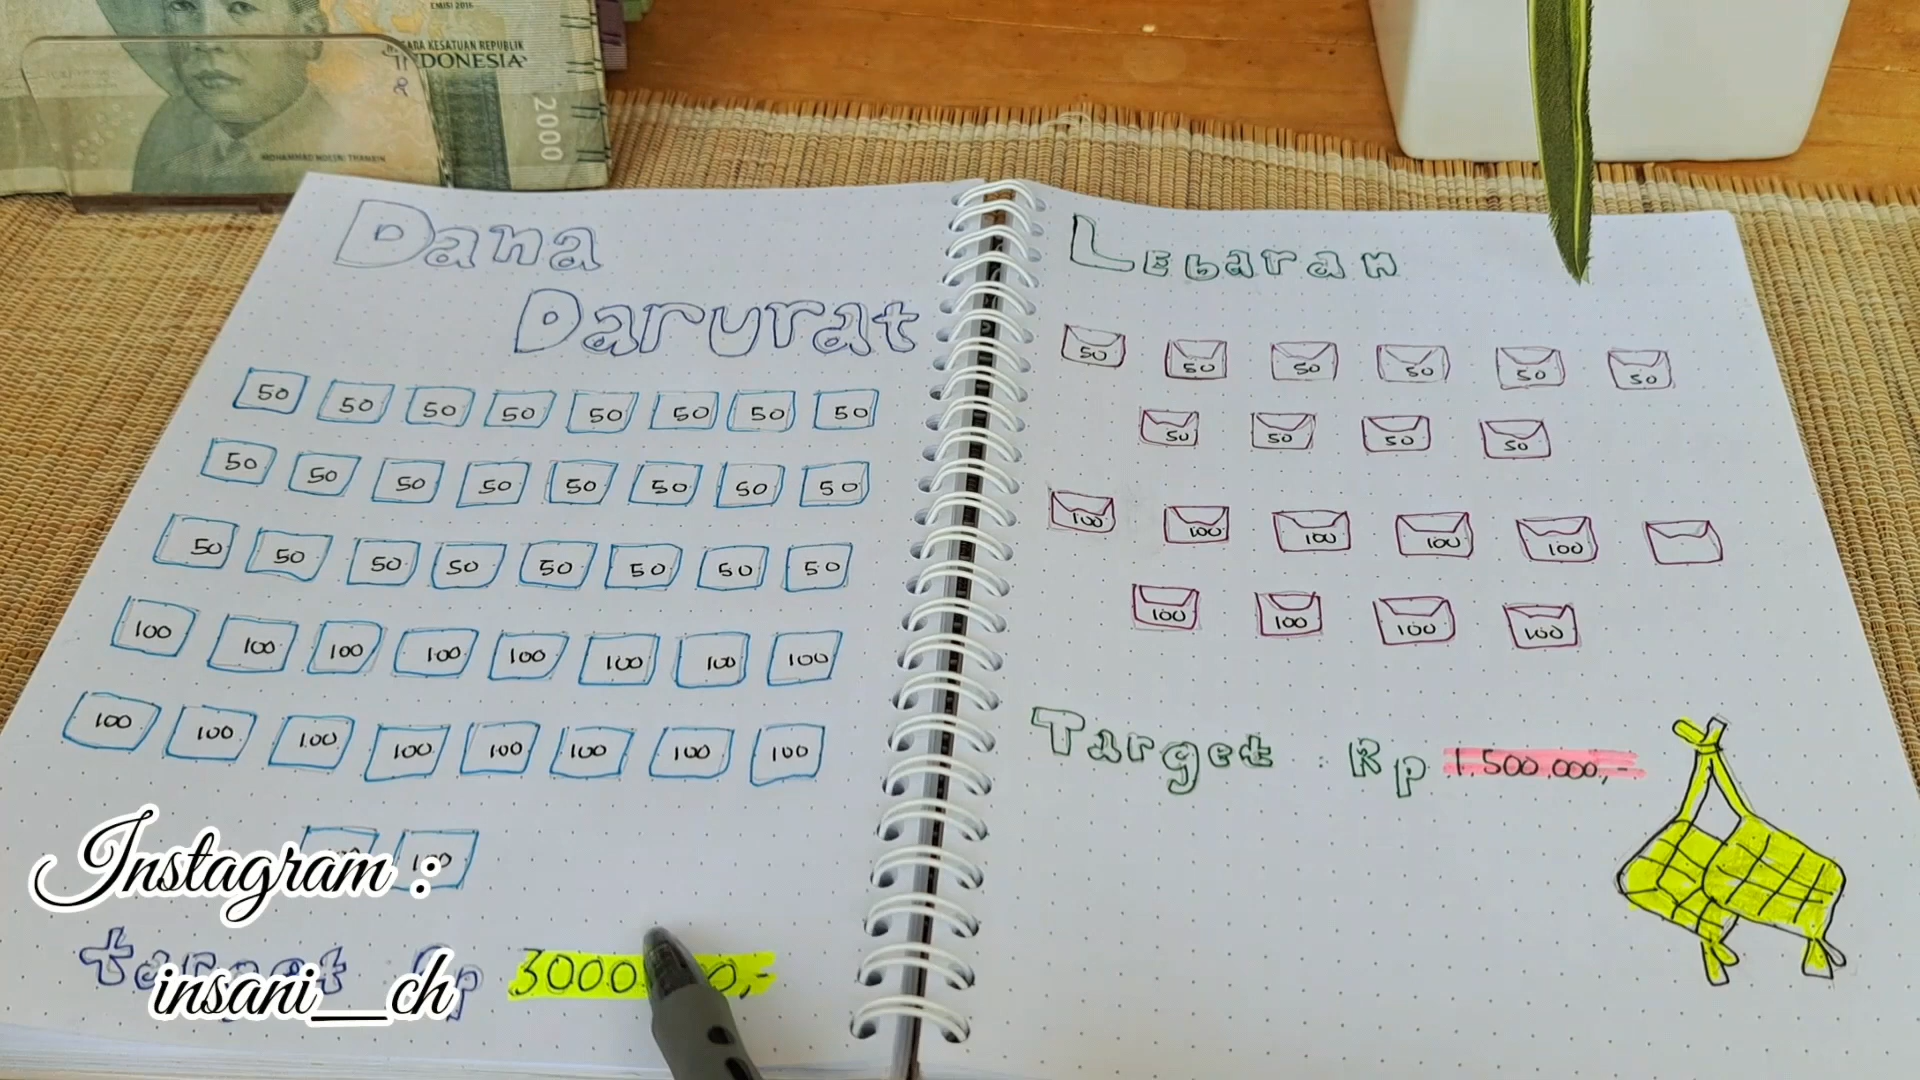 EMISI 2016
NEGARA KESATUAN REPUBLIK
INDONESIA
2000
MOHAMMAD HOESNI THAMRIN
Dana
Darurat
50 50 50 50 50 50 50 50
50 50 50 50 50 50 50 50
50 50 50 50 50 50 50 50
100 100 100 100 100 100 100 100
100 100 100 100 100 100 100 100
100
target Rp
Lebaran
50 50 50 50 50 50
50 50 50 50
100 100 100 100 100
100 100 100 100
Target : Rp 1.500.000,-
Instagram :
insani__ch